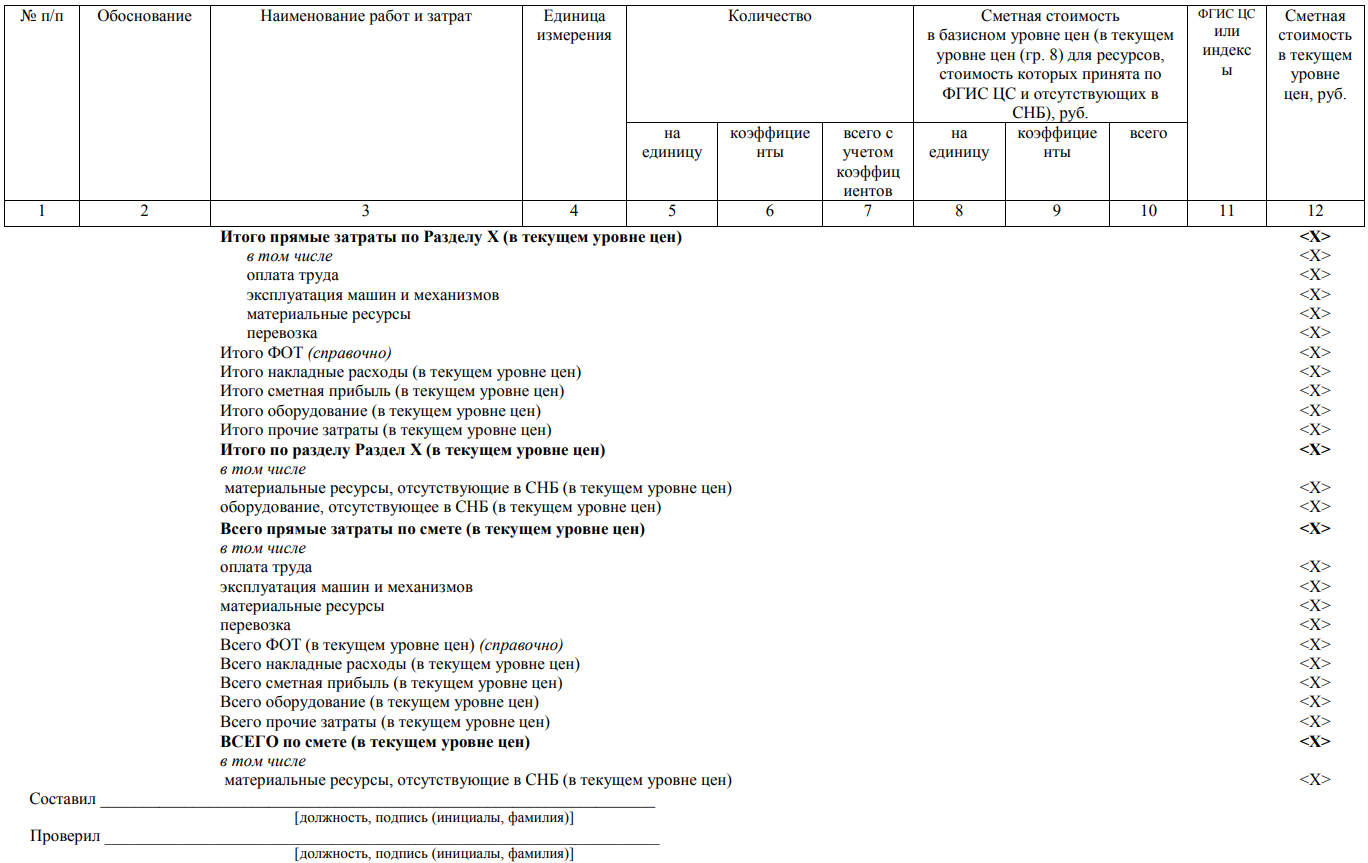 № п/п Обоснование Наименование работ и затрат Единица измерения Количество Сметная стоимость в базисном уровне цен (в текущем уровне цен (гр. 8) для ресурсов, стоимость которых принята по ФГИС ЦС и отсутствующих в СНБ), руб. ФГИС ЦС или индекс ы Сметная стоимость в текущем уровне цен, руб.
на единицу коэффицие нты всего с учетом коэффиц иентов на единицу коэффицие нты всего
1 2 3 4 5 6 7 8 9 10 11 12
Итого прямые затраты по Разделу X (в текущем уровне цен) <X>
в том числе <X>
оплата труда <X>
эксплуатация машин и механизмов <X>
материальные ресурсы <X>
перевозка <X>
Итого ФОТ (справочно) <X>
Итого накладные расходы (в текущем уровне цен) <X>
Итого сметная прибыль (в текущем уровне цен) <X>
Итого оборудование (в текущем уровне цен) <X>
Итого прочие затраты (в текущем уровне цен) <X>
Итого по разделу Раздел X (в текущем уровне цен) <X>
в том числе
материальные ресурсы, отсутствующие в СНБ (в текущем уровне цен) <X>
оборудование, отсутствующее в СНБ (в текущем уровне цен) <X>
Всего прямые затраты по смете (в текущем уровне цен) <X>
в том числе
оплата труда <X>
эксплуатация машин и механизмов <X>
материальные ресурсы <X>
перевозка <X>
Всего ФОТ (в текущем уровне цен) (справочно) <X>
Всего накладные расходы (в текущем уровне цен) <X>
Всего сметная прибыль (в текущем уровне цен) <X>
Всего оборудование (в текущем уровне цен) <X>
Всего прочие затраты (в текущем уровне цен) <X>
ВСЕГО по смете (в текущем уровне цен) <X>
в том числе
материальные ресурсы, отсутствующие в СНБ (в текущем уровне цен) <X>
Составил
[должность, подпись (инициалы, фамилия)]
Проверил
[должность, подпись (инициалы, фамилия)]